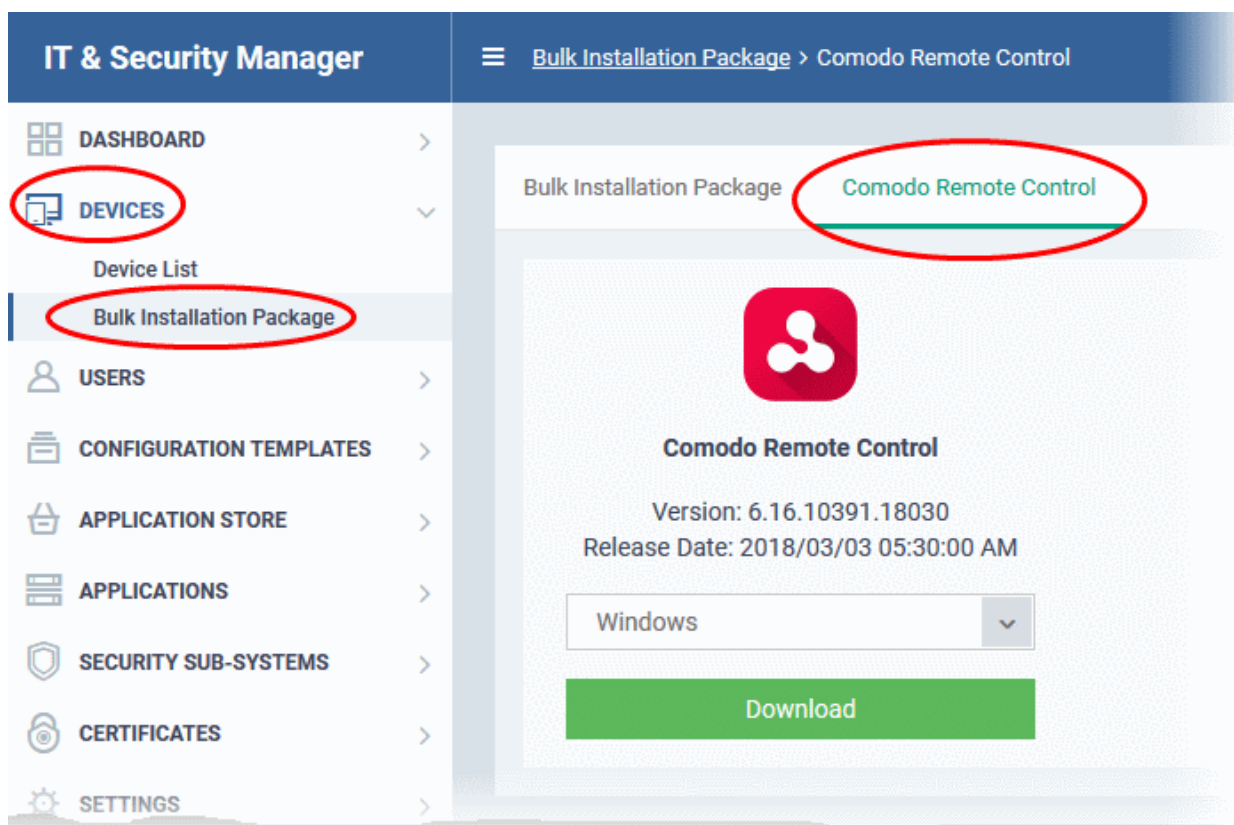 IT & Security Manager
Bulk Installation Package > Comodo Remote Control
DASHBOARD
DEVICES
Device List
Bulk Installation Package
USERS
CONFIGURATION TEMPLATES
APPLICATION STORE
APPLICATIONS
SECURITY SUB-SYSTEMS
CERTIFICATES
SETTINGS
Bulk Installation Package
Comodo Remote Control
Comodo Remote Control
Version: 6.16.10391.18030
Release Date: 2018/03/03 05:30:00 AM
Windows
Download